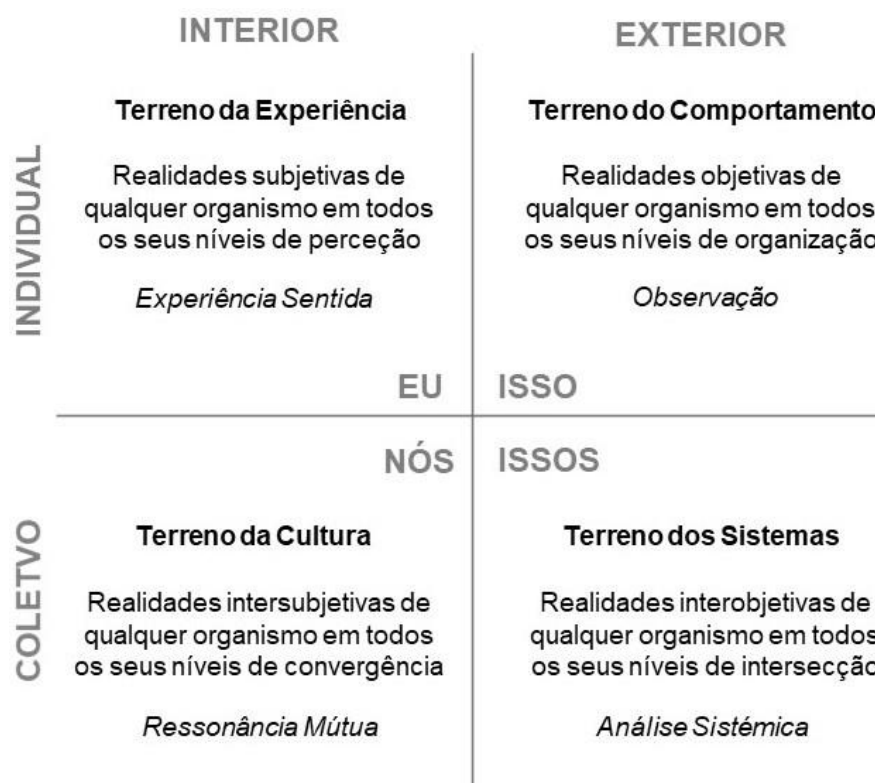 INTERIOR
EXTERIOR
INDIVIDUAL
Terreno da Experiência
Realidades subjetivas de
qualquer organismo em todos
os seus níveis de perceção
Experiência Sentida
EU
Terreno do Comportamento
Realidades objetivas de
qualquer organismo em todos
os seus níveis de organização
Observação
ISSO
COLETVO
NÓS
Terreno da Cultura
Realidades intersubjetivas de
qualquer organismo em todos
os seus níveis de convergência
Ressonância Mútua
ISSOS
Terreno dos Sistemas
Realidades interobjetivas de
qualquer organismo em todos
os seus níveis de intersecção
Análise Sistémica